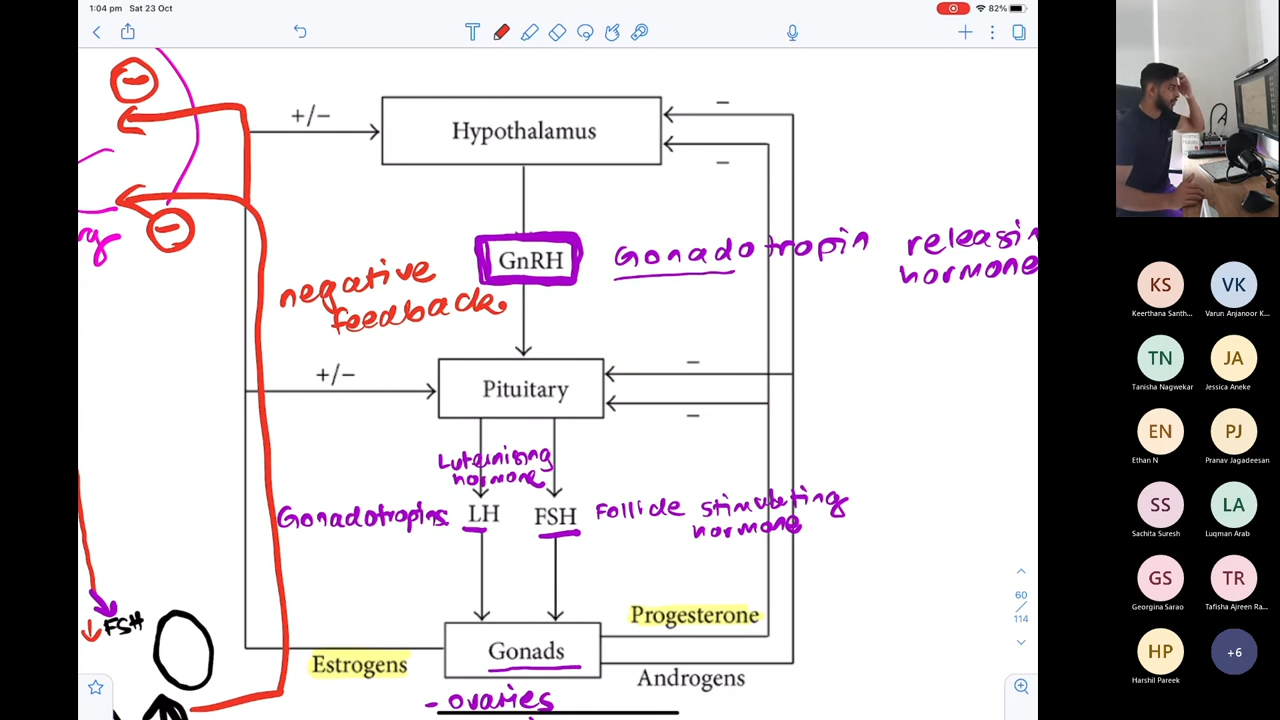 1:04 pm Sat 23 Oct
82%
+/−
−
Hypothalamus
−
GnRH
Gonadotropin releasin
hormone
negative
feedback
+/−
−
Pituitary
−
Luteinising
hormone
Gonadotropins
LH
FSH
Follicle stimulating
hormone
60
/
114
↓ FSH
Progesterone
Gonads
Estrogens
Androgens
- ovaries
KS
VK
Keerthana Santh...
Varun Anjanoor K...
TN
JA
Tanisha Nagwekar
Jessica Aneke
EN
PJ
Ethan N
Pranav Jagadeesan
SS
LA
Sachita Suresh
Luqman Arab
GS
TR
Georgina Sarao
Tafisha Ajreen Ra...
HP
+6
Harshil Pareek